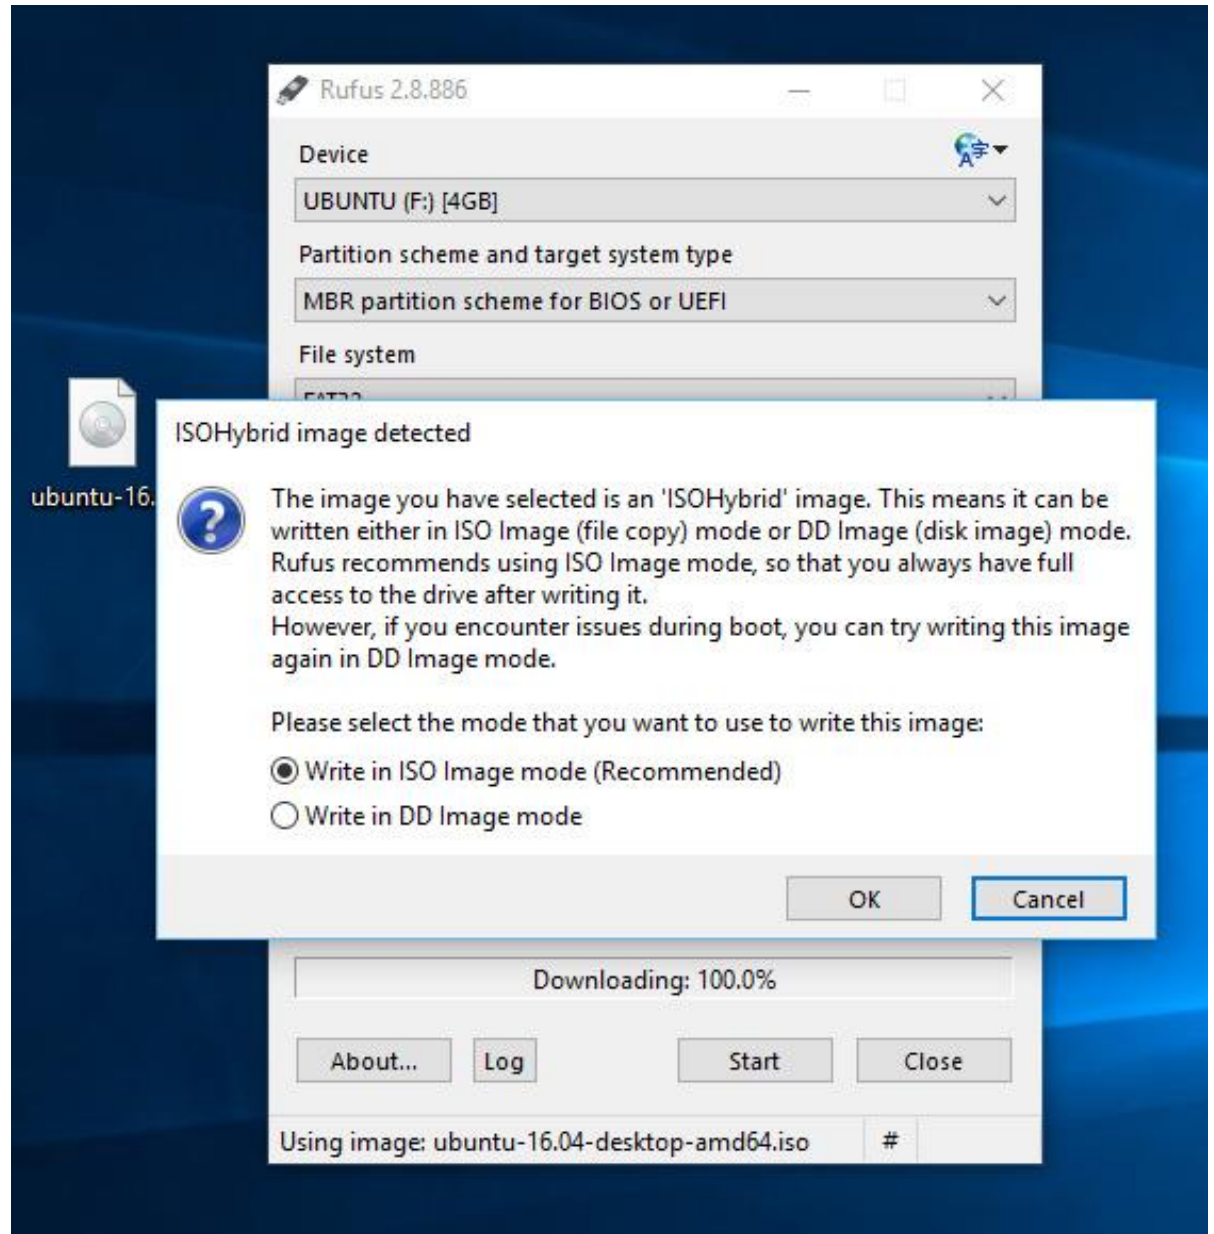 Rufus 2.8.886
Device
UBUNTU (F:) [4GB]
Partition scheme and target system type
MBR partition scheme for BIOS or UEFI
File system
FAT32
ubuntu-16.
ISOHybrid image detected
The image you have selected is an 'ISOHybrid' image. This means it can be
written either in ISO Image (file copy) mode or DD Image (disk image) mode.
Rufus recommends using ISO Image mode, so that you always have full
access to the drive after writing it.
However, if you encounter issues during boot, you can try writing this image
again in DD Image mode.
Please select the mode that you want to use to write this image:
Write in ISO Image mode (Recommended)
Write in DD Image mode
OK Cancel
Downloading: 100.0%
About... Log Start Close
Using image: ubuntu-16.04-desktop-amd64.iso #